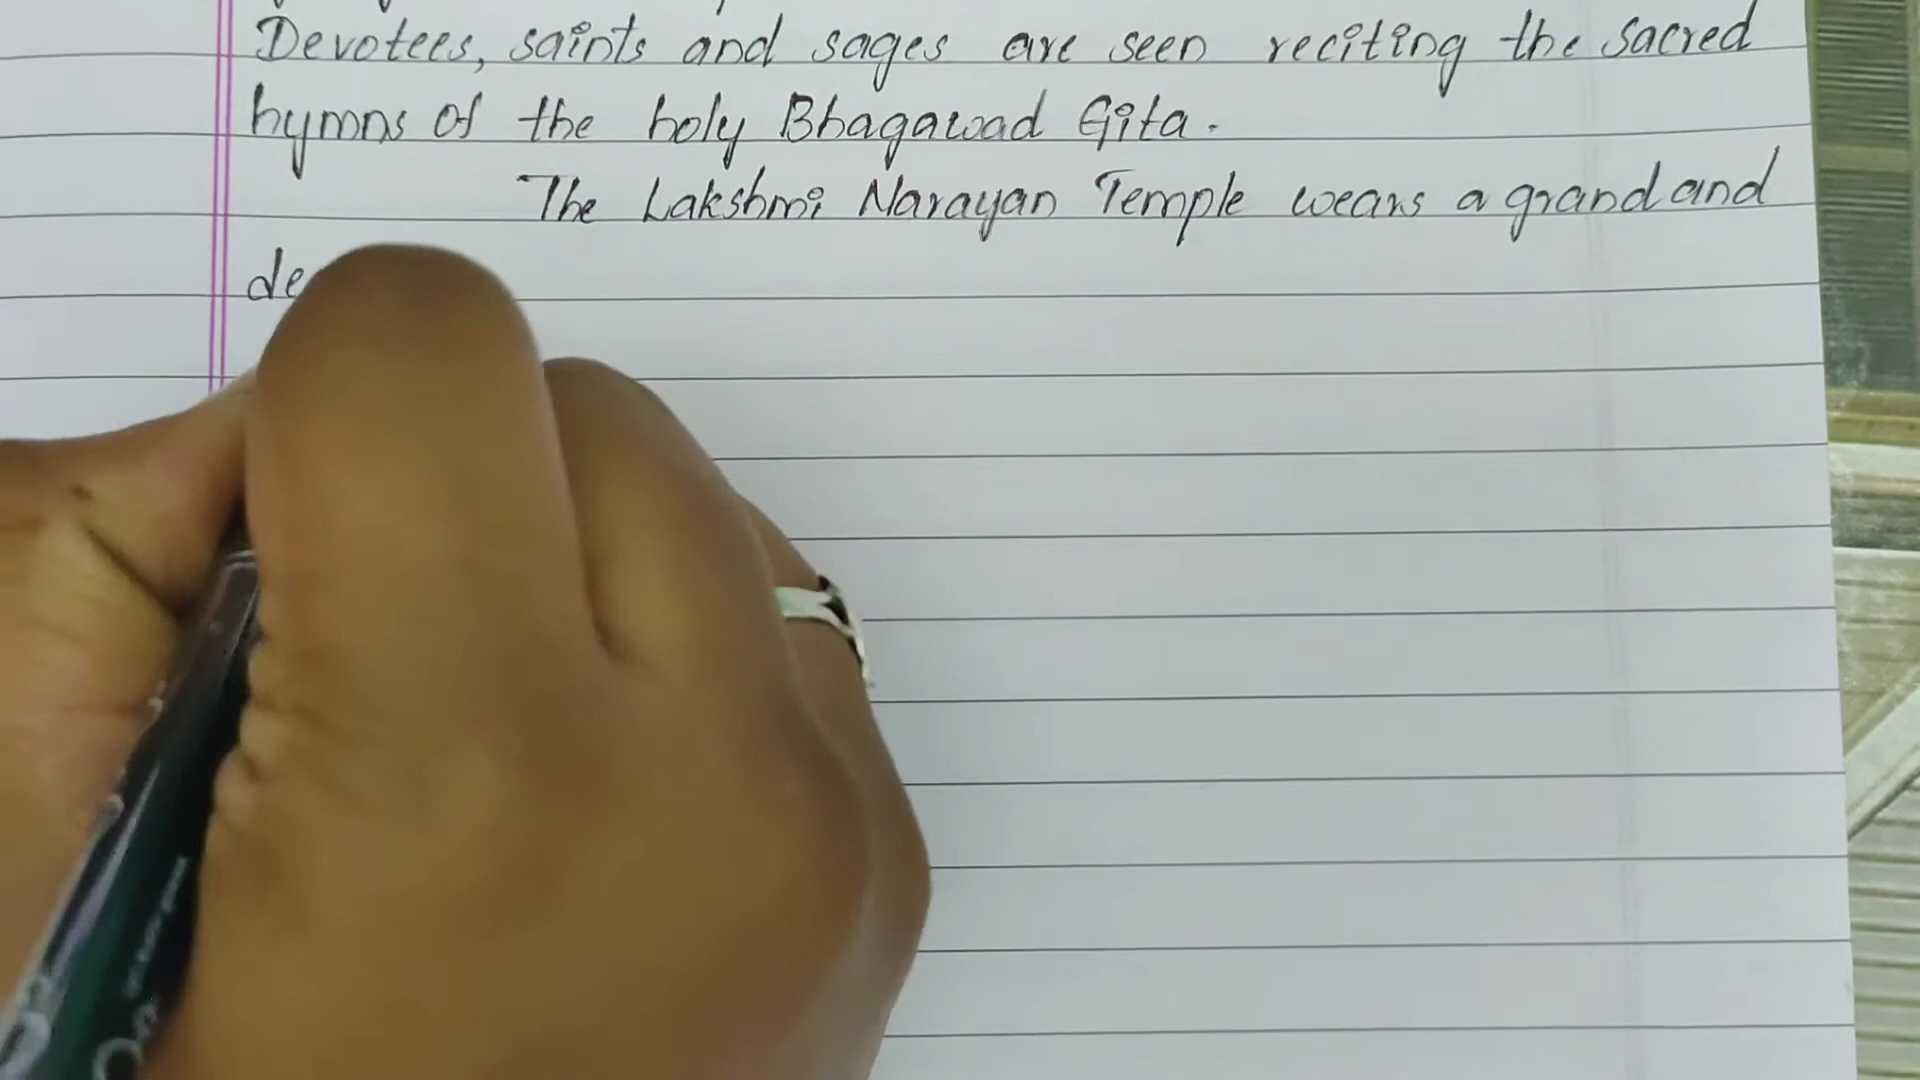 Devotees, saints and sages are seen reciting the sacred
hymns of the holy Bhagawad Gita.
The Lakshmi Narayan Temple wears a grand and
de